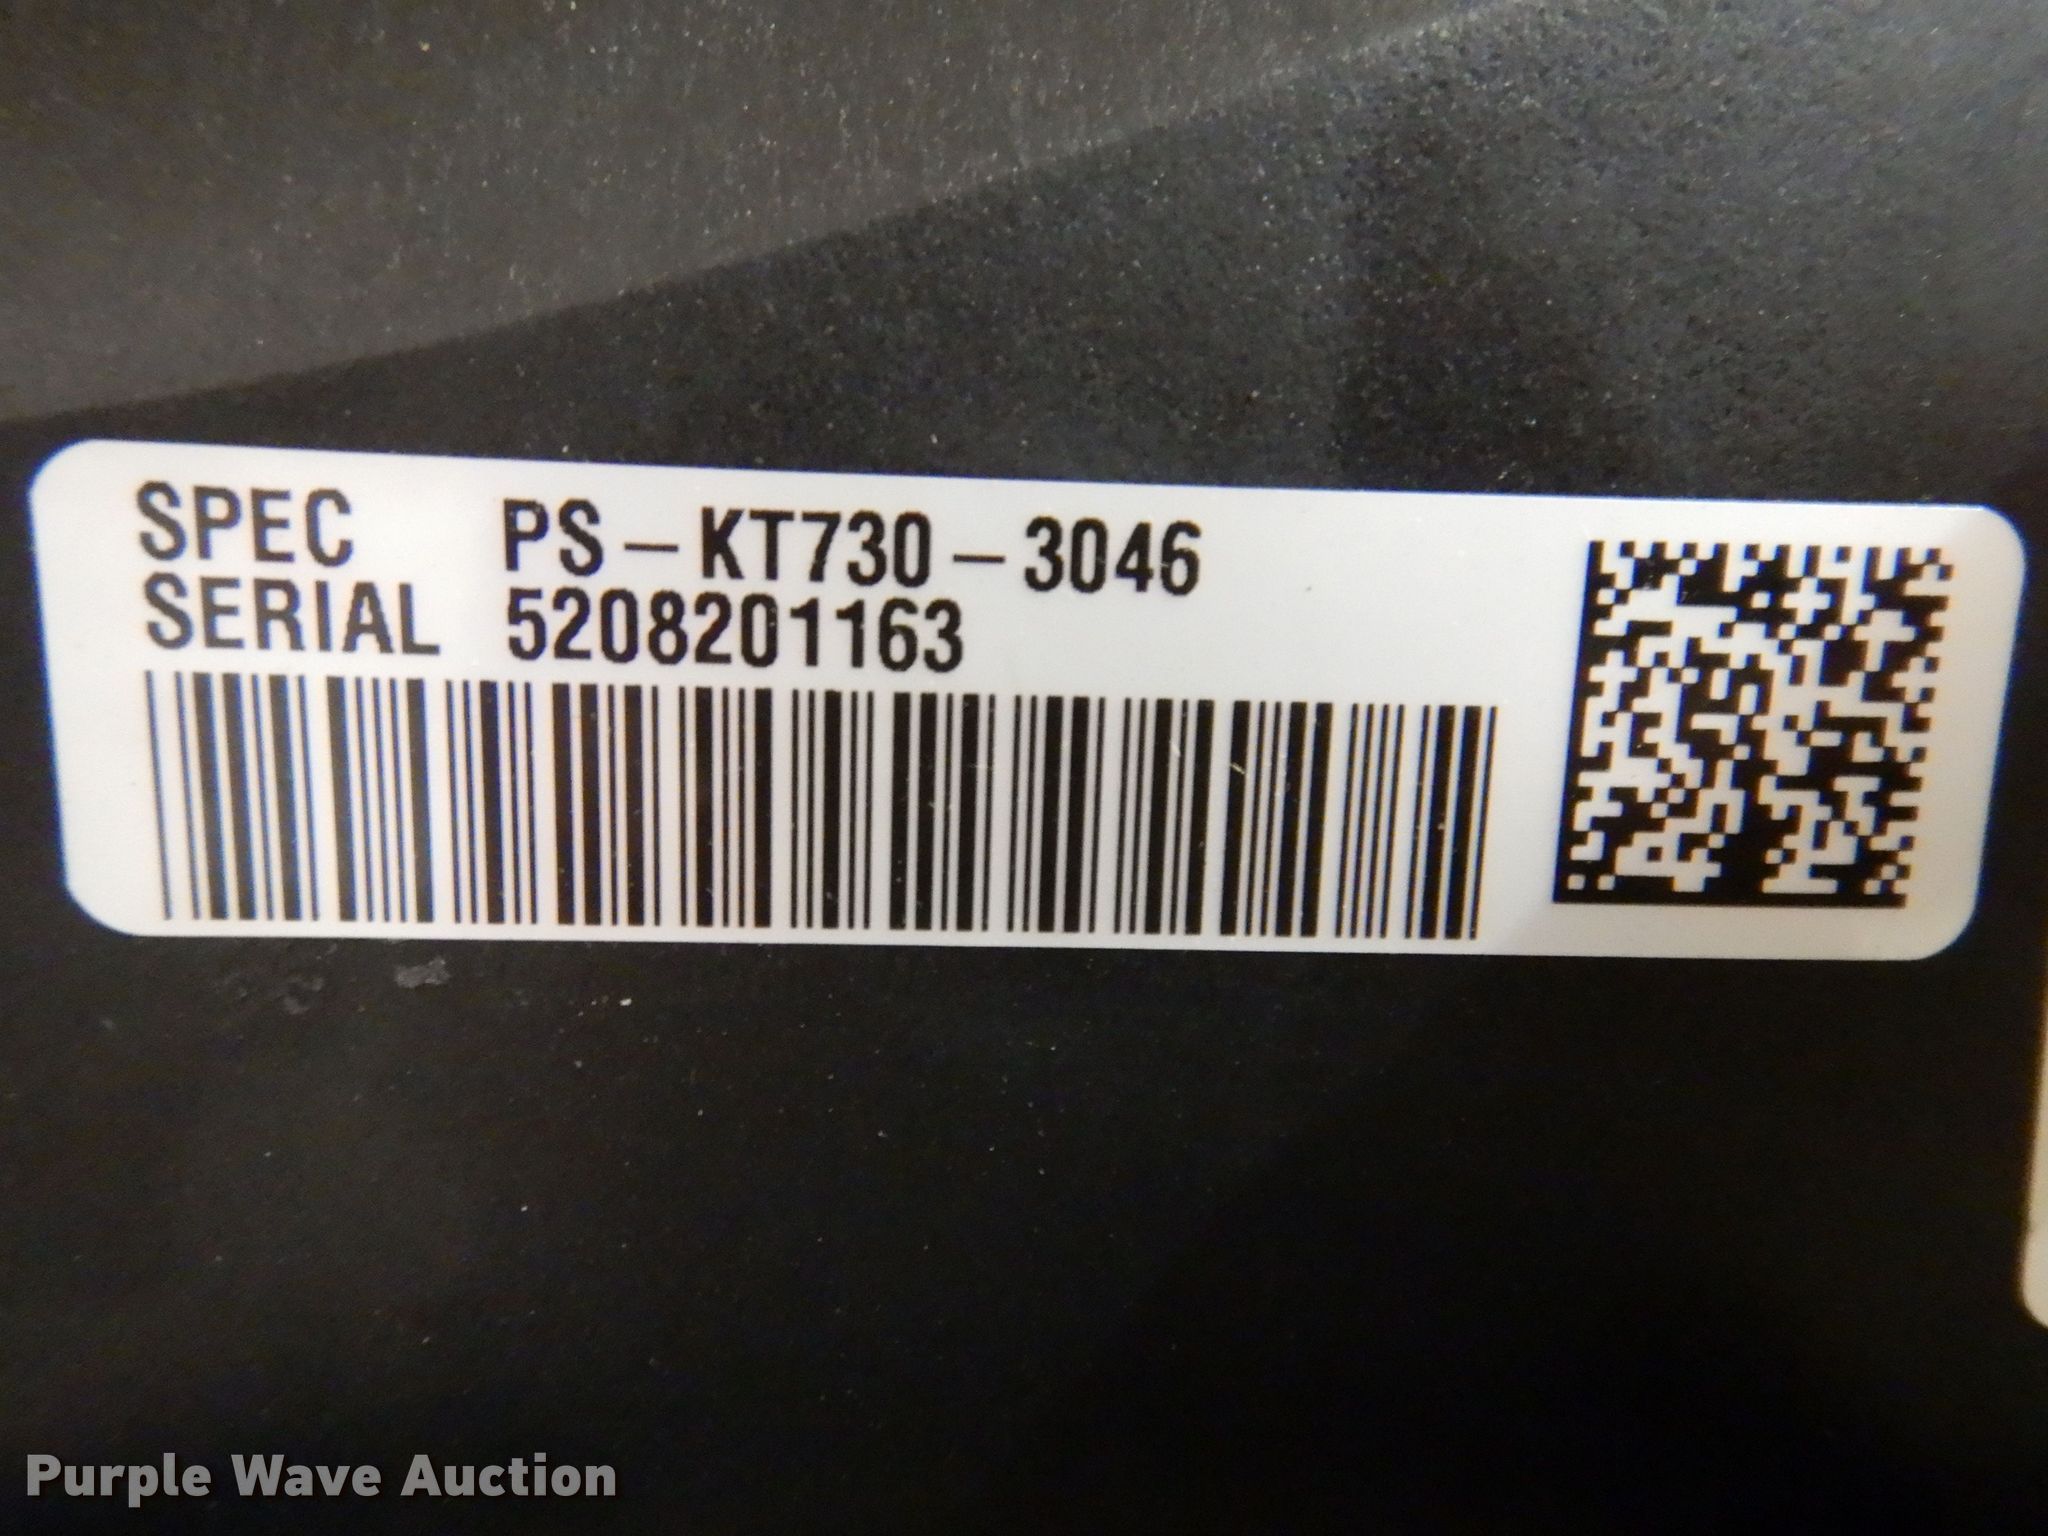 SPEC PS-KT730-3046
SERIAL 5208201163
Purple Wave Auction